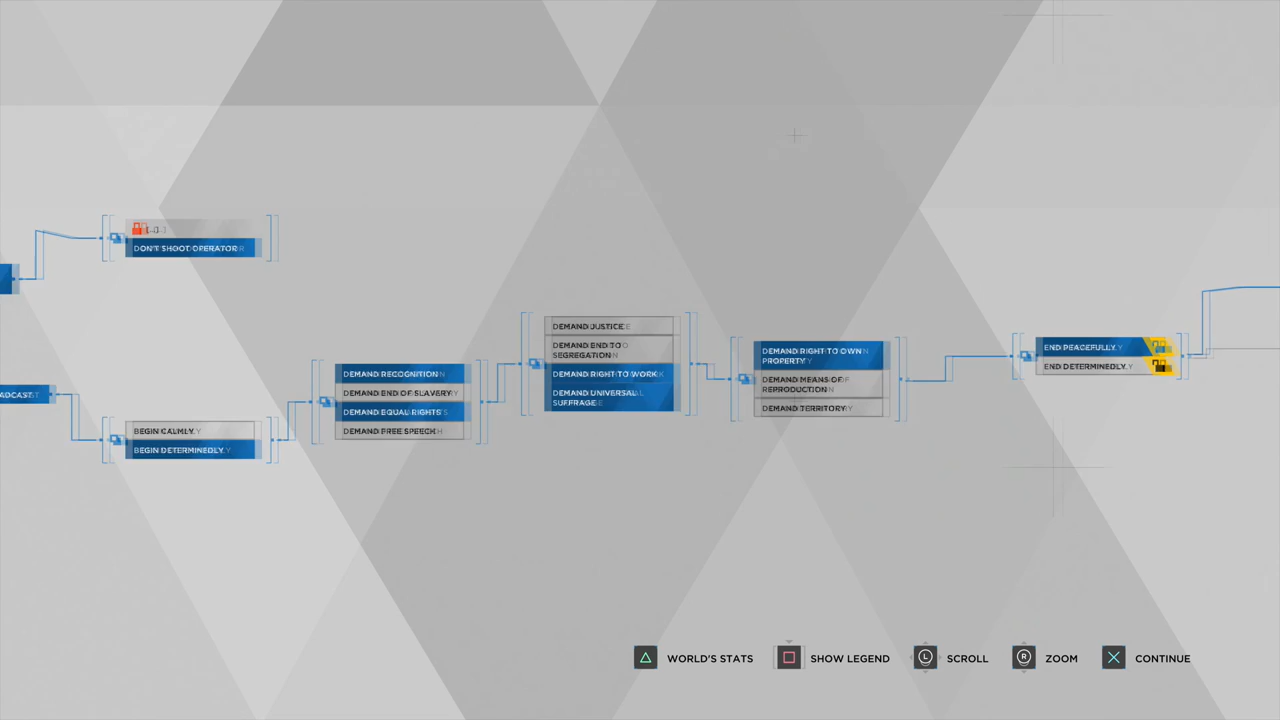 [...]
DON'T SHOOT OPERATOR
ADCAST
BEGIN CALMLY
BEGIN DETERMINEDLY
DEMAND RECOGNITION
DEMAND END OF SLAVERY
DEMAND EQUAL RIGHTS
DEMAND FREE SPEECH
DEMAND JUSTICE
DEMAND END TO
SEGREGATION
DEMAND RIGHT TO WORK
DEMAND UNIVERSAL
SUFFRAGE
DEMAND RIGHT TO OWN
PROPERTY
DEMAND MEANS OF
REPRODUCTION
DEMAND TERRITORY
END PEACEFULLY
END DETERMINEDLY
WORLD'S STATS
SHOW LEGEND
L
SCROLL
R
ZOOM
CONTINUE